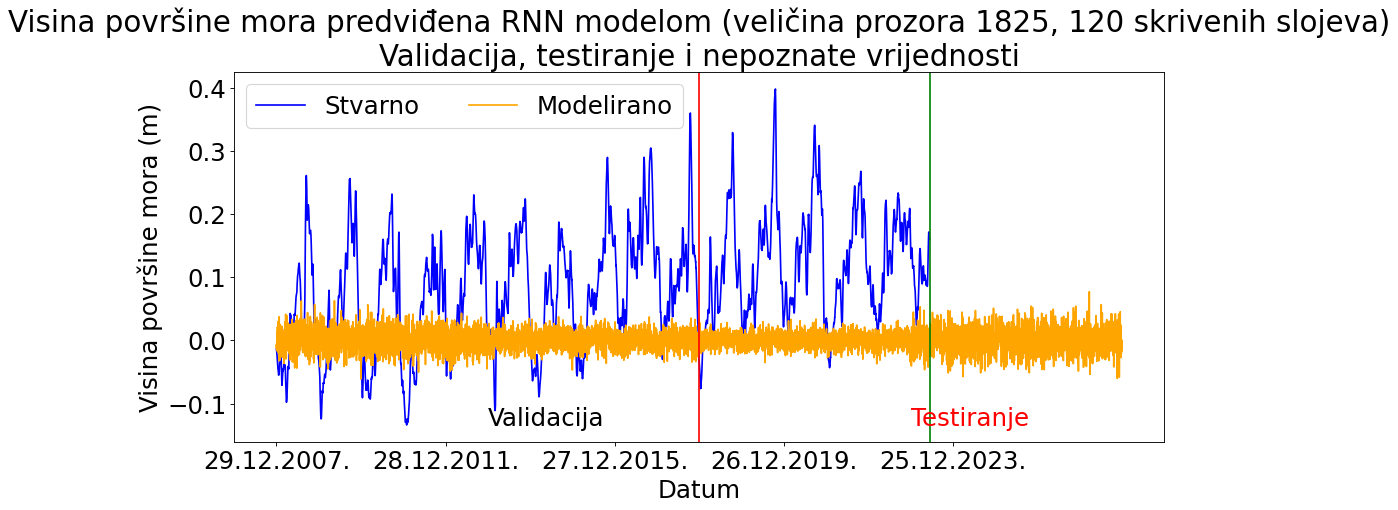 Visina površine mora predviđena RNN modelom (veličina prozora 1825, 120 skrivenih slojeva)
Validacija, testiranje i nepoznate vrijednosti
Stvarno
Modelirano
Visina površine mora (m)
0.4
0.3
0.2
0.1
0.0
−0.1
Validacija
Testiranje
29.12.2007.
28.12.2011.
27.12.2015.
26.12.2019.
25.12.2023.
Datum